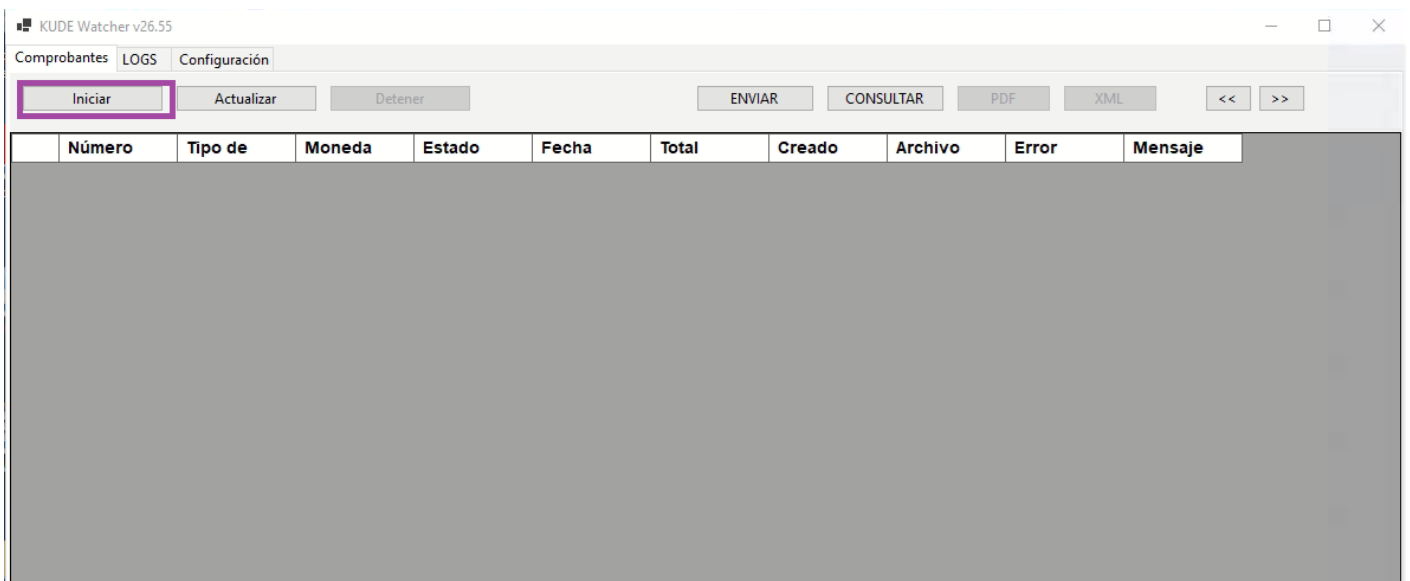 KUDE Watcher v26.55
Comprobantes LOGS Configuración
Iniciar Actualizar Detener ENVIAR CONSULTAR PDF XML << >>
Número Tipo de Moneda Estado Fecha Total Creado Archivo Error Mensaje